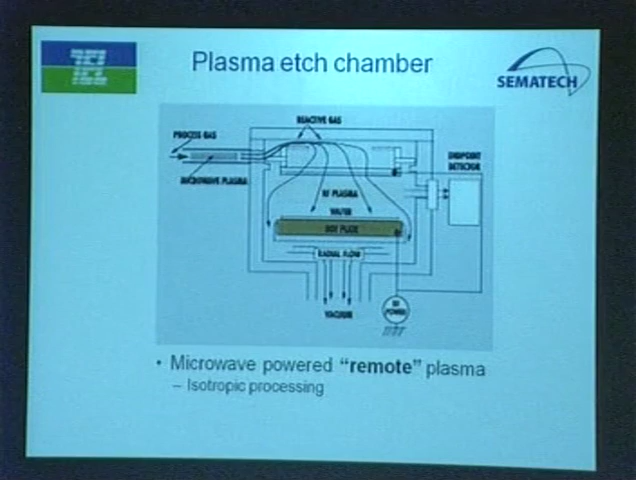 TEL
Plasma etch chamber
SEMATECH
REACTIVE GAS
PROCESS GAS
MICROWAVE PLASMA
ENDPOINT
DETECTOR
RF PLASMA
WAFER
HOT PLATE
RADIAL FLOW
VACUUM
RF
POWER
• Microwave powered “remote” plasma
– Isotropic processing